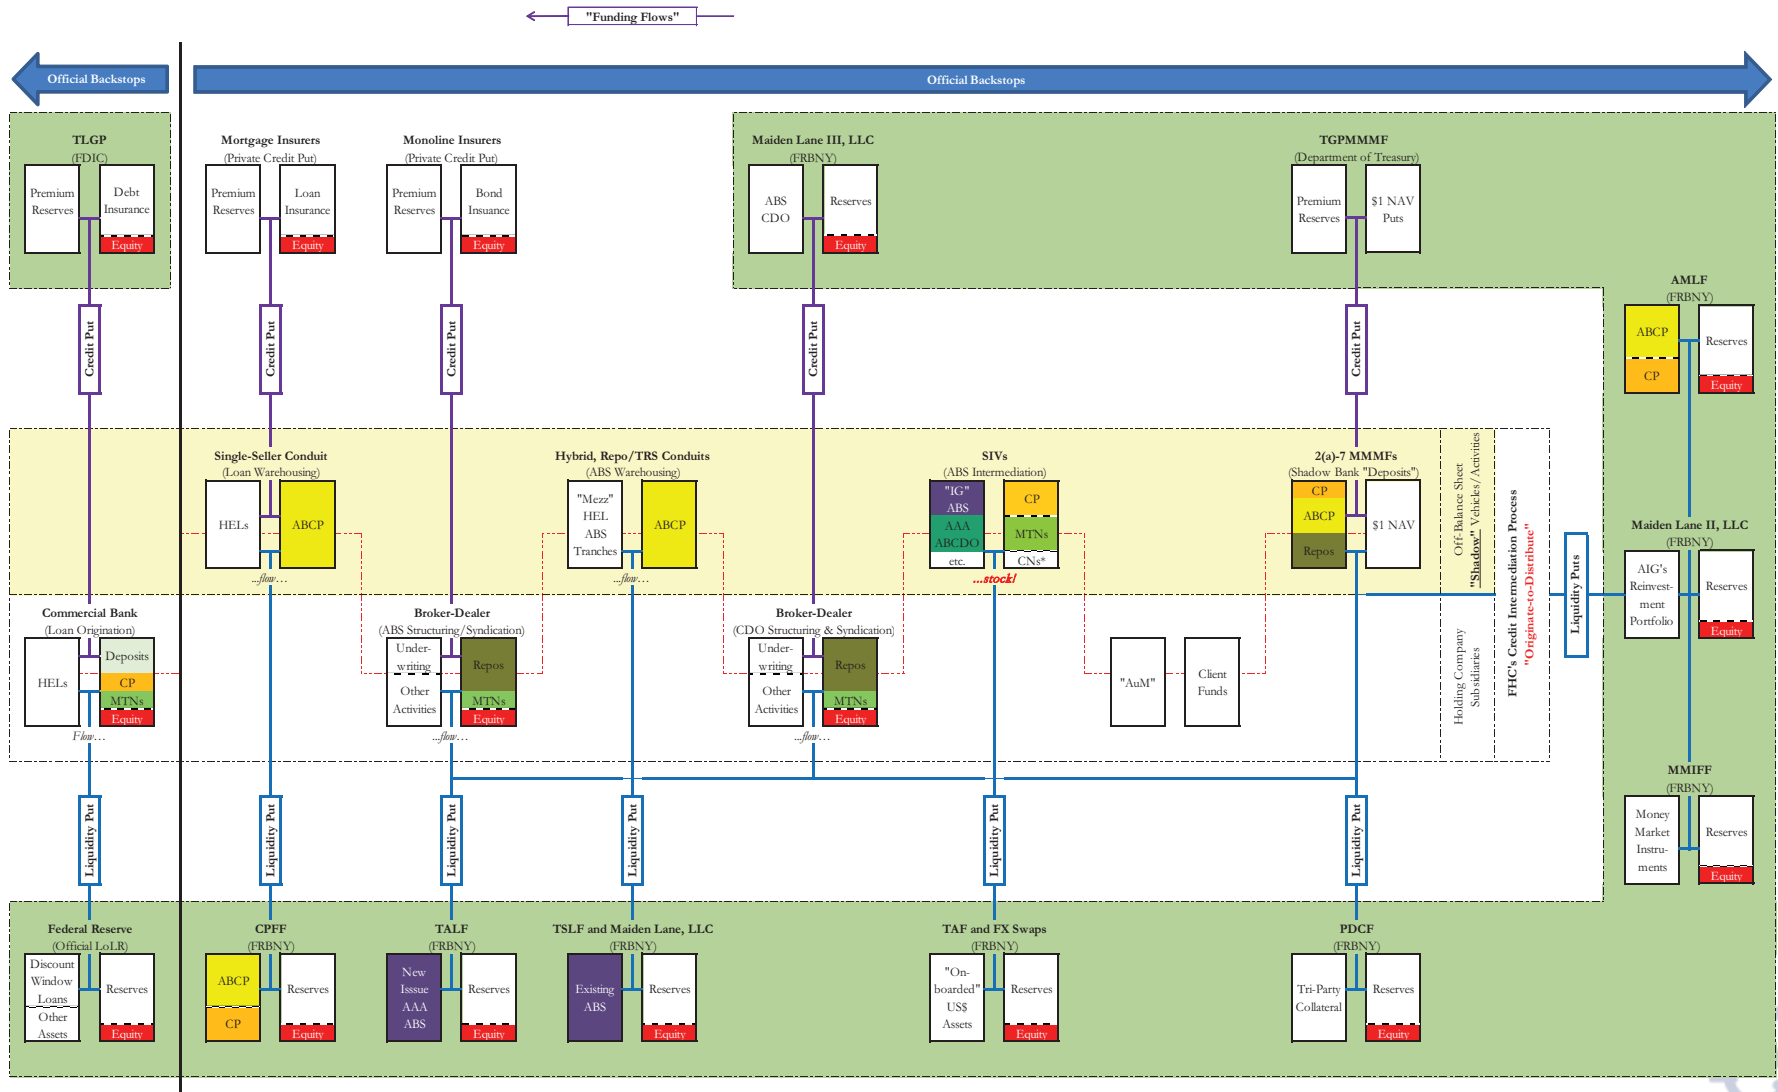 "Funding Flows"
Official Backstops
Official Backstops
TLGP
(FDIC)
Premium
Reserves
Debt
Insurance
Equity
Mortgage Insurers
(Private Credit Put)
Premium
Reserves
Loan
Insurance
Equity
Monoline Insurers
(Private Credit Put)
Premium
Reserves
Bond
Insuance
Equity
Maiden Lane III, LLC
(FRBNY)
ABS
CDO
Reserves
Equity
TGPMMMF
(Department of Treasury)
Premium
Reserves
$1 NAV
Puts
AMLF
(FRBNY)
ABCP
CP
Reserves
Equity
Credit Put
Credit Put
Credit Put
Credit Put
Credit Put
Single-Seller Conduit
(Loan Warehousing)
HELs
ABCP
...flow...
Hybrid, Repo/TRS Conduits
(ABS Warehousing)
"Mezz"
HEL
ABS
Tranches
ABCP
...flow...
SIVs
(ABS Intermediation)
"IG"
ABS
AAA
ABCDO
etc.
CP
MTNs
CNs*
...stock!
2(a)-7 MMMFs
(Shadow Bank "Deposits")
CP
ABCP
Repos
$1 NAV
Off-Balance Sheet
"Shadow" Vehicles/Activities
Holding Company
Subsidiaries
FHC's Credit Intermediation Process
"Originate-to-Distribute"
Liquidity Puts
Maiden Lane II, LLC
(FRBNY)
AIG's
Reinvest-
ment
Portfolio
Reserves
Equity
Commercial Bank
(Loan Origination)
HELs
Deposits
CP
MTNs
Equity
Flow...
Broker-Dealer
(ABS Structuring/Syndication)
Under-
writing
Other
Activities
Repos
MTNs
Equity
...flow...
Broker-Dealer
(CDO Structuring & Syndication)
Under-
writing
Other
Activities
Repos
MTNs
Equity
...flow...
"AuM"
Client
Funds
MMIFF
(FRBNY)
Money
Market
Instru-
ments
Reserves
Equity
Liquidity Put
Liquidity Put
Liquidity Put
Liquidity Put
Liquidity Put
Liquidity Put
Federal Reserve
(Official LoLR)
Discount
Window
Loans
Other
Assets
Reserves
Equity
CPFF
(FRBNY)
ABCP
CP
Reserves
Equity
TALF
(FRBNY)
New
Isssue
AAA
ABS
Reserves
Equity
TSLF and Maiden Lane, LLC
(FRBNY)
Existing
ABS
Reserves
Equity
TAF and FX Swaps
(FRBNY)
"On-
boarded"
US$
Assets
Reserves
Equity
PDCF
(FRBNY)
Tri-Party
Collateral
Reserves
Equity